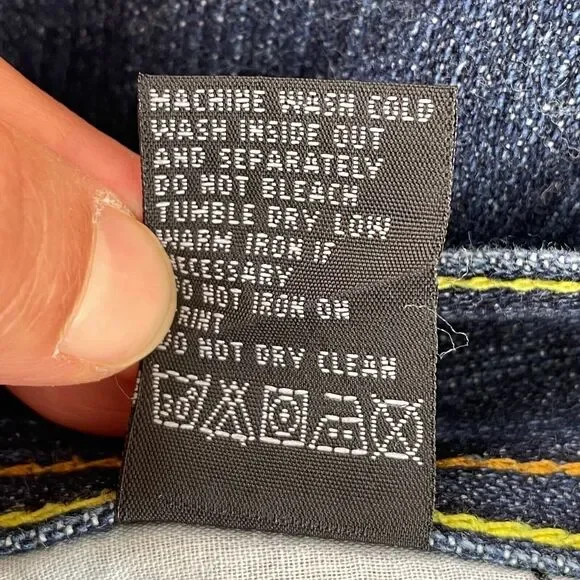 MACHINE WASH COLD
WASH INSIDE OUT
AND SEPARATELY
DO NOT BLEACH
TUMBLE DRY LOW
WARM IRON IF
NECESSARY
DO NOT IRON ON
PRINT
DO NOT DRY CLEAN